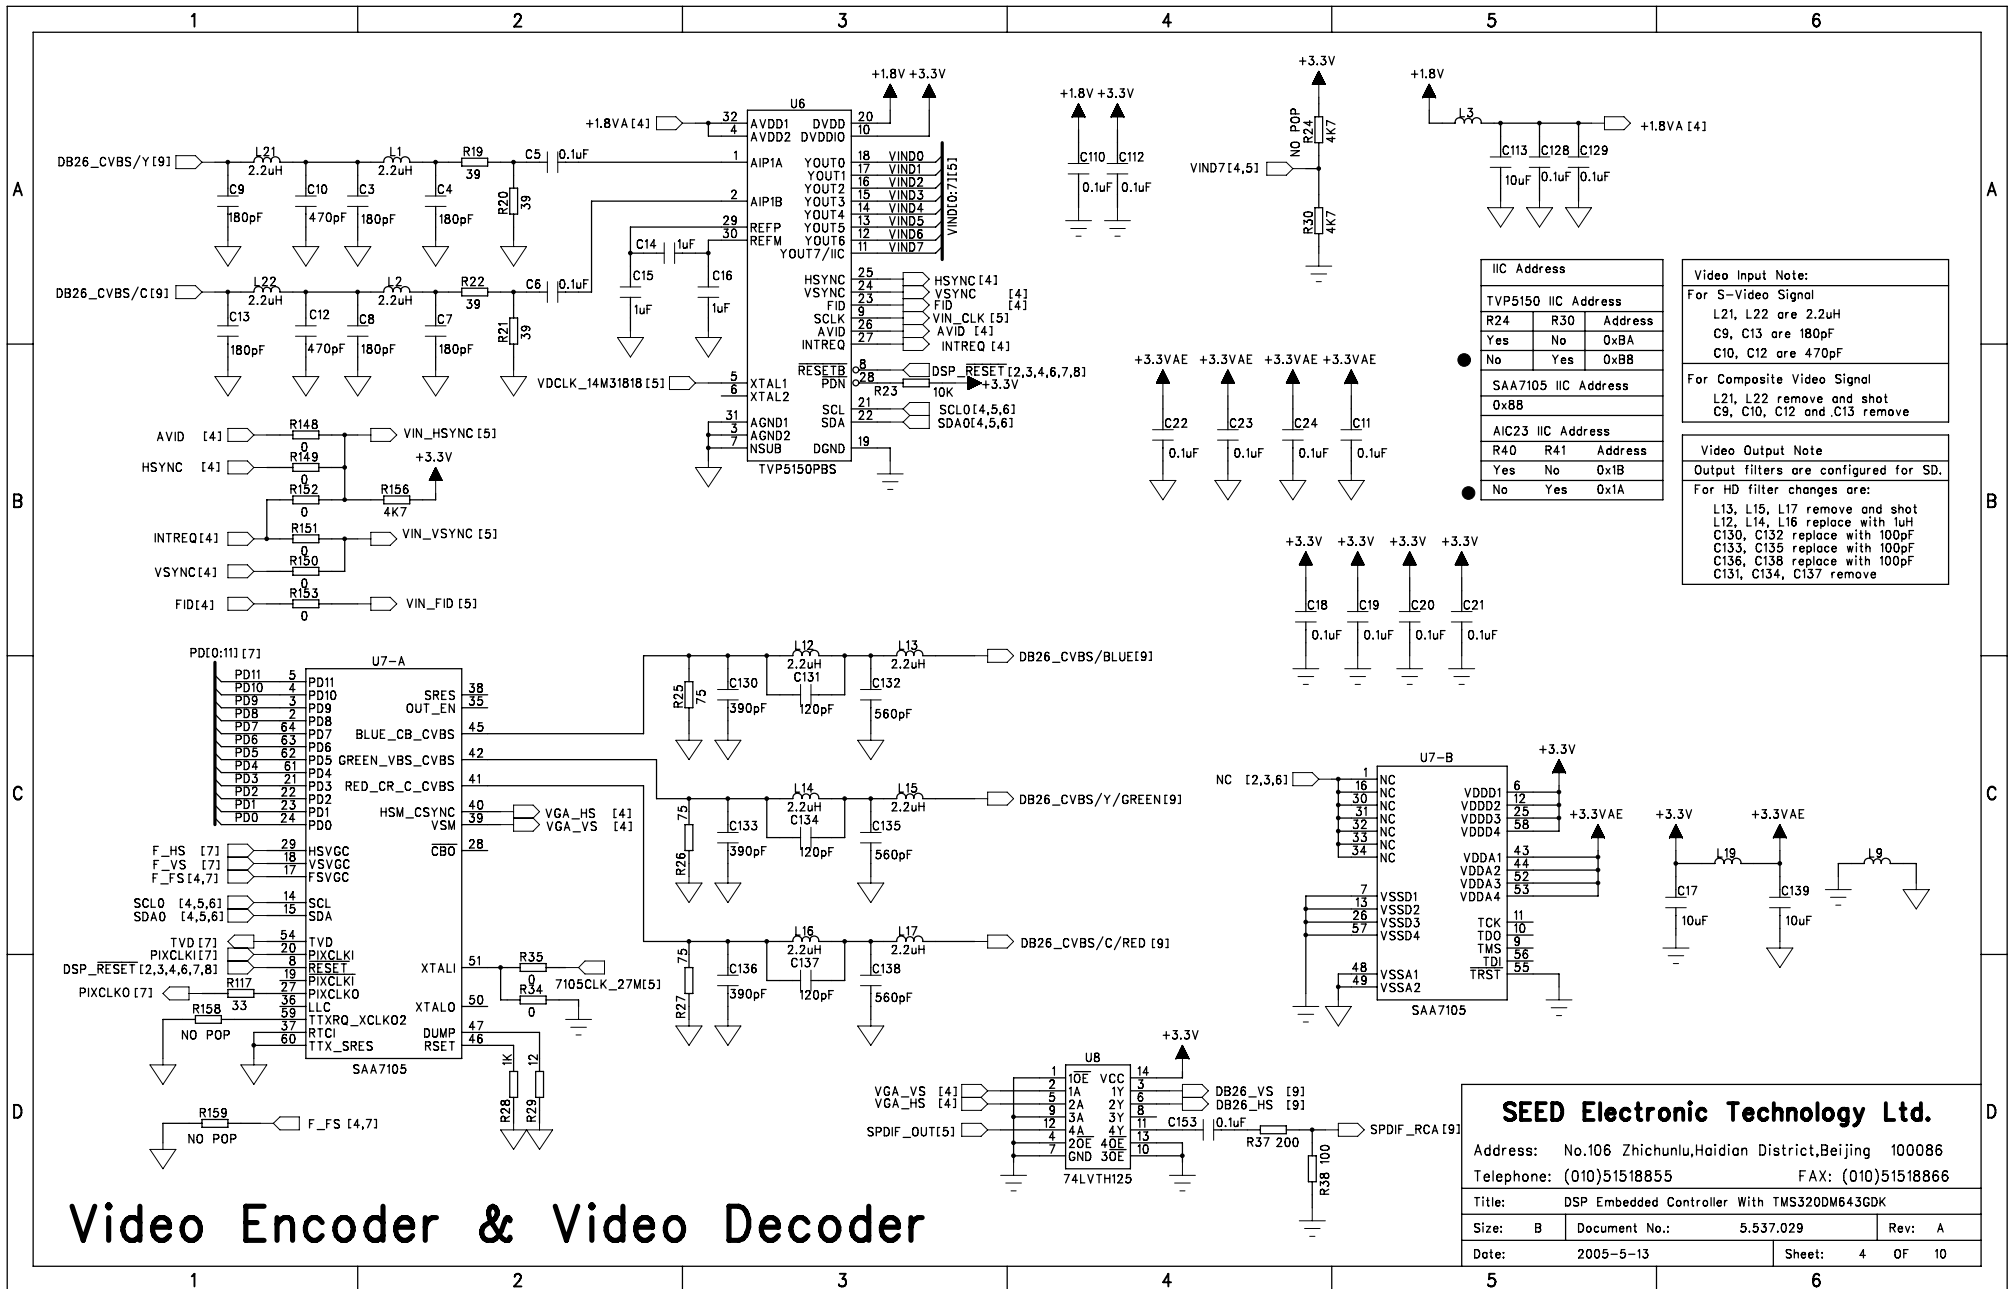 1 2 3 4 5 6
A
B
C
D
+1.8VA[4]
U6
+1.8V +3.3V
32 AVDD1 DVDD 20
4 AVDD2 DVDDIO 10
1 AIP1A YOUT0 18 VIND0
YOUT1 17 VIND1
YOUT2 16 VIND2
2 AIP1B YOUT3 15 VIND3
YOUT4 14 VIND4
29 REFP YOUT5 13 VIND5
30 REFM YOUT6 12 VIND6
YOUT7/IIC 11 VIND7
VIND[0:7][5]
HSYNC 25 HSYNC[4]
VSYNC 24 VSYNC [4]
FID 23 FID [4]
SCLK 9 VIN_CLK[5]
AVID 26 AVID [4]
INTREQ 27 INTREQ [4]
RESETB 8 DSP_RESET[2,3,4,6,7,8]
VDCLK_14M31818[5] 5 XTAL1 PDN 28 R23 10K +3.3V
6 XTAL2
SCL 21 SCL0[4,5,6]
31 AGND1 SDA 22 SDA0[4,5,6]
3 AGND2
7 NSUB DGND 19
TVP5150PBS
DB26_CVBS/Y[9]
L21 2.2uH
L1 2.2uH
R19 39
C5 0.1uF
C9 180pF
C10 470pF
C3 180pF
C4 180pF
R20 39
DB26_CVBS/C[9]
L22 2.2uH
L2 2.2uH
R22 39
C6 0.1uF
C13 180pF
C12 470pF
C8 180pF
C7 180pF
R21 39
C14 1uF
C15 1uF
C16 1uF
+1.8V +3.3V
C110 0.1uF
C112 0.1uF
+3.3V
NO POP R24 4K7
VIND7[4,5]
R30 4K7
+1.8V
L3
+1.8VA[4]
C113 10uF
C128 0.1uF
C129 0.1uF
IIC Address
TVP5150 IIC Address
R24 R30 Address
Yes No 0xBA
No Yes 0xB8
SAA7105 IIC Address
0x88
AIC23 IIC Address
R40 R41 Address
Yes No 0x1B
No Yes 0x1A
Video Input Note:
For S-Video Signal
L21, L22 are 2.2uH
C9, C13 are 180pF
C10, C12 are 470pF
For Composite Video Signal
L21, L22 remove and shot
C9, C10, C12 and .C13 remove
Video Output Note
Output filters are configured for SD.
For HD filter changes are:
L13, L15, L17 remove and shot
L12, L14, L16 replace with 1uH
C130, C132 replace with 100pF
C133, C135 replace with 100pF
C136, C138 replace with 100pF
C131, C134, C137 remove
AVID [4] R148 0 VIN_HSYNC[5]
HSYNC [4] R149 0
+3.3V
R152 0 R156 4K7
INTREQ[4] R151 0 VIN_VSYNC[5]
VSYNC[4] R150 0
FID[4] R153 0 VIN_FID[5]
+3.3VAE +3.3VAE +3.3VAE +3.3VAE
C22 C23 C24 C11
0.1uF 0.1uF 0.1uF 0.1uF
+3.3V +3.3V +3.3V +3.3V
C18 C19 C20 C21
0.1uF 0.1uF 0.1uF 0.1uF
PD[0:11][7]
U7-A
PD11 5 PD11
PD10 4 PD10 SRES 38
PD9 3 PD9 OUT_EN 35
PD8 2 PD8
PD7 64 PD7 BLUE_CB_CVBS 45
PD6 63 PD6
PD5 62 PD5 GREEN_VBS_CVBS 42
PD4 61 PD4
PD3 21 PD3 RED_CR_C_CVBS 41
PD2 22 PD2
PD1 23 PD1 HSM_CSYNC 40 VGA_HS [4]
PD0 24 PD0 VSM 39 VGA_VS [4]
F_HS [7] 29 HSVGC CBO 28
F_VS [7] 18 VSVGC
F_FS[4,7] 17 FSVGC
SCL0 [4,5,6] 14 SCL
SDA0 [4,5,6] 15 SDA
TVD[7] 54 TVD
PIXCLKI[7] 20 PIXCLKI
DSP_RESET[2,3,4,6,7,8] 8 RESET XTALI 51 R35 0 7105CLK_27M[5]
19 PIXCLKI
PIXCLKO[7] R117 33 27 PIXCLKO R34 0
36 LLC XTALO 50
R158 NO POP 59 TTXRQ_XCLKO2
37 RTCI DUMP 47
60 TTX_SRES RSET 46
SAA7105
R28 1K
R29 12
R159 NO POP F_FS [4,7]
R25 75
C130 390pF
L12 2.2uH
C131 120pF
L13 2.2uH
C132 560pF
DB26_CVBS/BLUE[9]
R26 75
C133 390pF
L14 2.2uH
C134 120pF
L15 2.2uH
C135 560pF
DB26_CVBS/Y/GREEN[9]
R27 75
C136 390pF
L16 2.2uH
C137 120pF
L17 2.2uH
C138 560pF
DB26_CVBS/C/RED [9]
U7-B
NC [2,3,6] 1 NC
16 NC VDDD1 6 +3.3V
30 NC VDDD2 12
31 NC VDDD3 25
32 NC VDDD4 58
33 NC
34 NC VDDA1 43 +3.3VAE
VDDA2 44
VDDA3 52
7 VSSD1 VDDA4 53
13 VSSD2
26 VSSD3 TCK 11
57 VSSD4 TDO 10
TMS 9
TDI 56
48 VSSA1 TRST 55
49 VSSA2
SAA7105
+3.3V L19 +3.3VAE
C17 10uF
C139 10uF
L9
U8
+3.3V
1 1OE VCC 14
VGA_VS [4] 2 1A 1Y 3 DB26_VS [9]
VGA_HS [4] 5 2A 2Y 6 DB26_HS [9]
9 3A 3Y 8
SPDIF_OUT[5] 12 4A 4Y 11 C153 0.1uF R37 200 SPDIF_RCA[9]
4 2OE 4OE 13
7 GND 3OE 10
74LVTH125
R38 100
Video Encoder & Video Decoder
SEED Electronic Technology Ltd.
Address: No.106 Zhichunlu,Haidian District,Beijing 100086
Telephone: (010)51518855 FAX: (010)51518866
Title: DSP Embedded Controller With TMS320DM643GDK
Size: B Document No.: 5.537.029 Rev: A
Date: 2005-5-13 Sheet: 4 OF 10
1 2 3 4 5 6
A
B
C
D